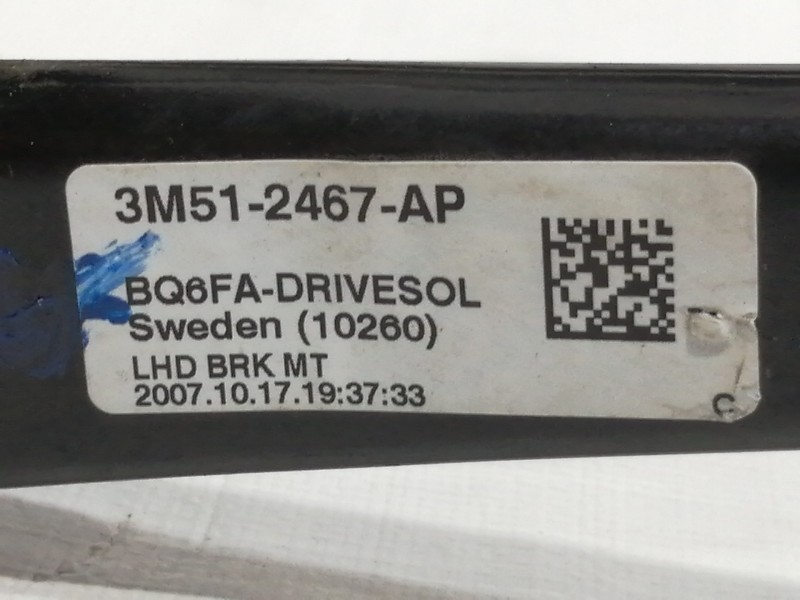 3M51-2467-AP
BQ6FA-DRIVESOL
Sweden (10260)
LHD BRK MT
2007.10.17.19:37:33
C